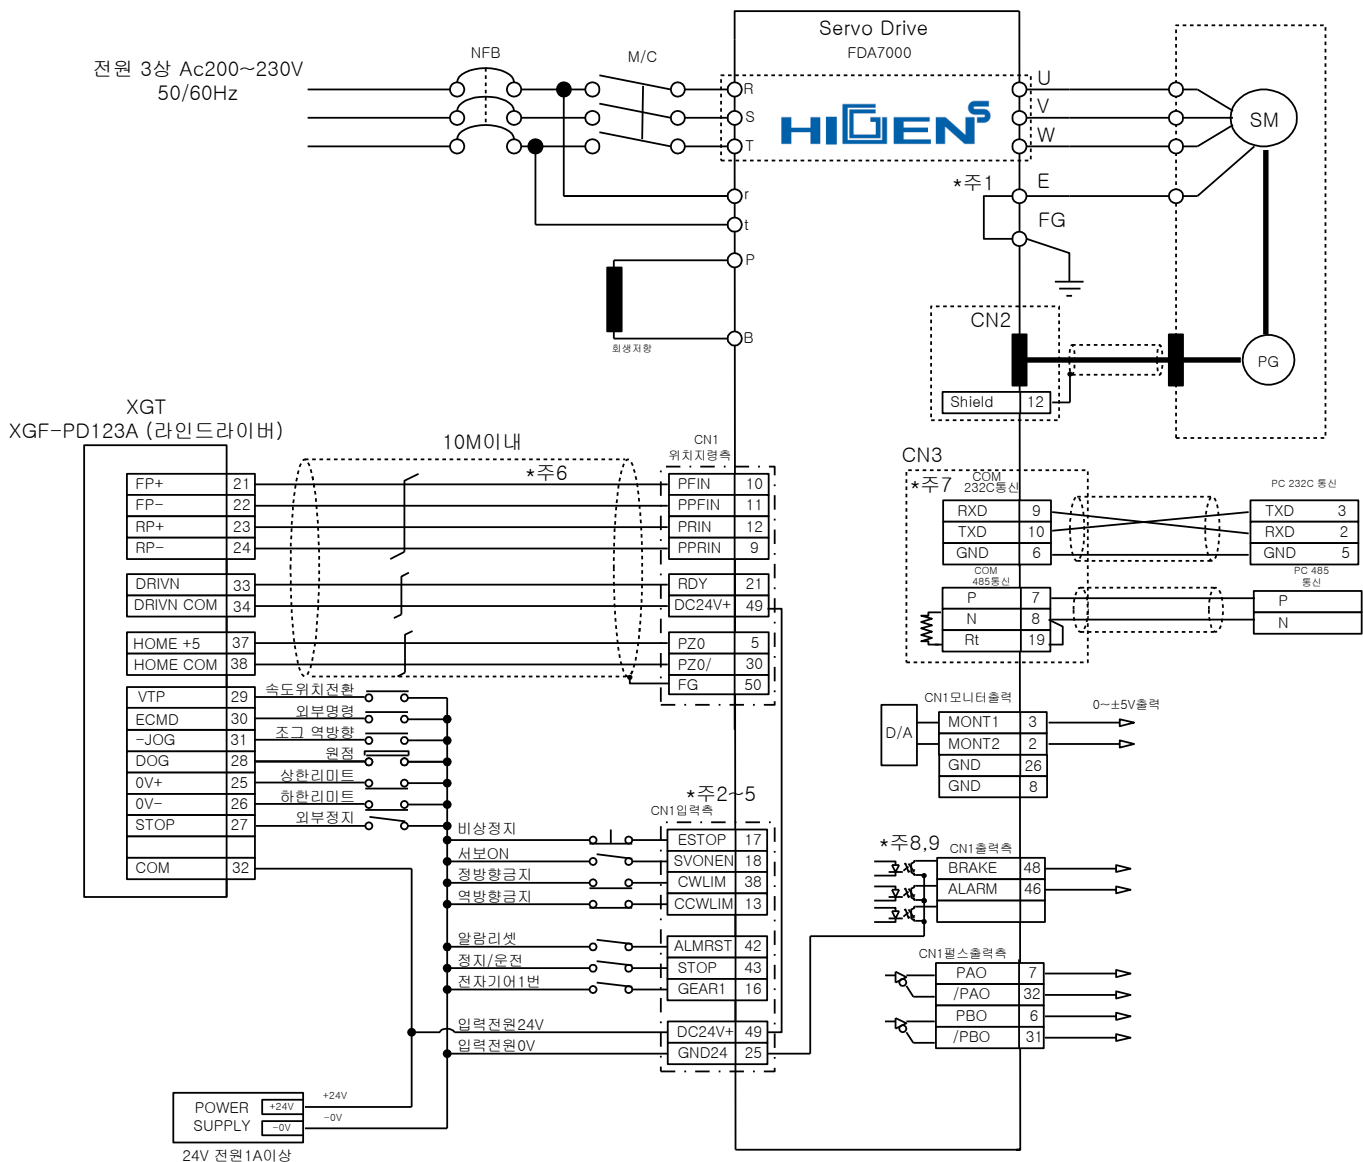 Servo Drive
FDA7000
NFB
M/C
전원 3상 Ac200~230V
50/60Hz
R
S
T
HIGEN S
U
V
W
SM
r
t
*주1
E
FG
P
B
회생저항
CN2
PG
Shield 12
XGT
XGF-PD123A (라인드라이버)
10M이내
*주6
CN1
위치지령측
FP+ 21
FP- 22
RP+ 23
RP- 24
DRIVN 33
DRIVN COM 34
HOME +5 37
HOME COM 38
VTP 29
ECMD 30
-JOG 31
DOG 28
0V+ 25
0V- 26
STOP 27
COM 32
PFIN 10
PPFIN 11
PRIN 12
PPRIN 9
RDY 21
DC24V+ 49
PZ0 5
PZ0/ 30
FG 50
속도위치전환
외부명령
조그 역방향
원점
상한리미트
하한리미트
외부정지
CN3
*주7
COM
232C통신
RXD 9
TXD 10
GND 6
PC 232C 통신
TXD 3
RXD 2
GND 5
COM
485통신
P 7
N 8
Rt 19
PC 485
통신
P
N
CN1모니터출력
D/A
MONT1 3
MONT2 2
GND 26
GND 8
0~±5V출력
*주2~5
CN1입력측
비상정지
서보ON
정방향금지
역방향금지
알람리셋
정지/운전
전자기어1번
입력전원24V
입력전원0V
ESTOP 17
SVONEN 18
CWLIM 38
CCWLIM 13
ALMRST 42
STOP 43
GEAR1 16
DC24V+ 49
GND24 25
*주8,9
CN1출력측
BRAKE 48
ALARM 46
CN1펄스출력측
PAO 7
/PAO 32
PBO 6
/PBO 31
POWER
SUPPLY
+24V
-0V
+24V
-0V
24V 전원1A이상